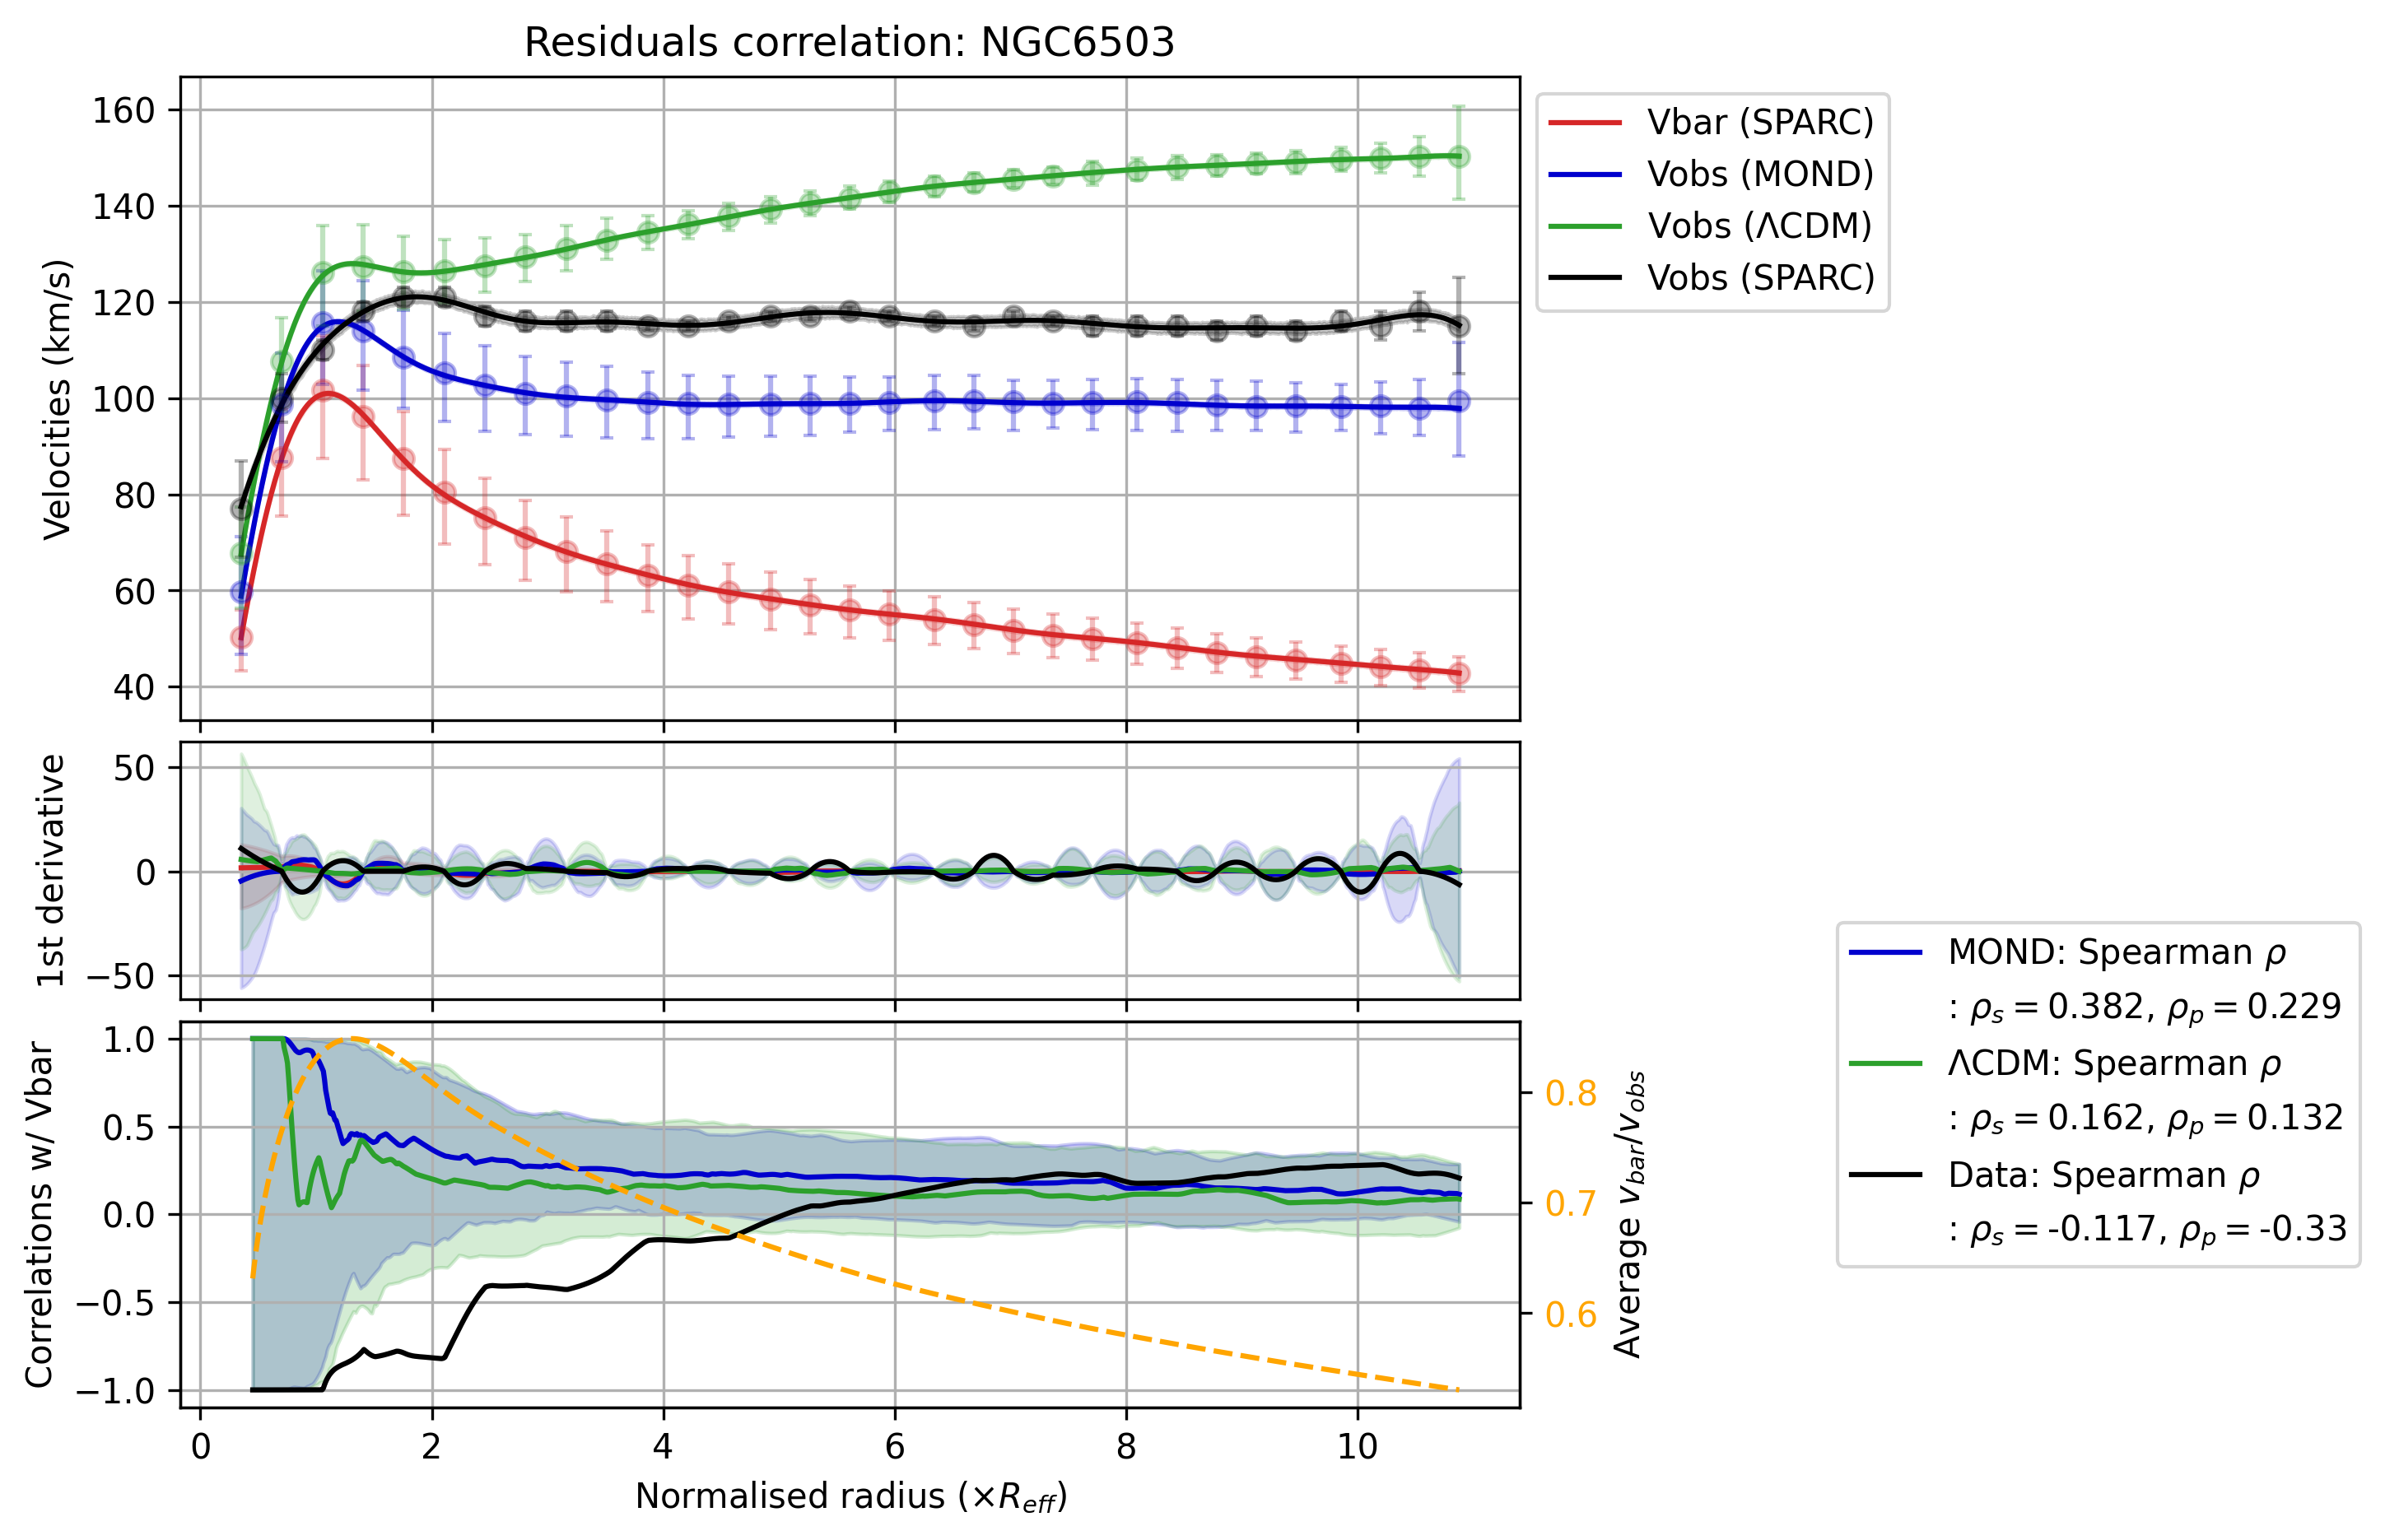 Residuals correlation: NGC6503
Velocities (km/s)
160
140
120
100
80
60
40
Vbar (SPARC)
Vobs (MOND)
Vobs (ΛCDM)
Vobs (SPARC)
1st derivative
50
0
−50
Correlations w/ Vbar
1.0
0.5
0.0
−0.5
−1.0
0.8
0.7
0.6
Average v_bar/v_obs
MOND: Spearman ρ
: ρ_s = 0.382, ρ_p = 0.229
ΛCDM: Spearman ρ
: ρ_s = 0.162, ρ_p = 0.132
Data: Spearman ρ
: ρ_s = -0.117, ρ_p = -0.33
0 2 4 6 8 10
Normalised radius (×R_eff)